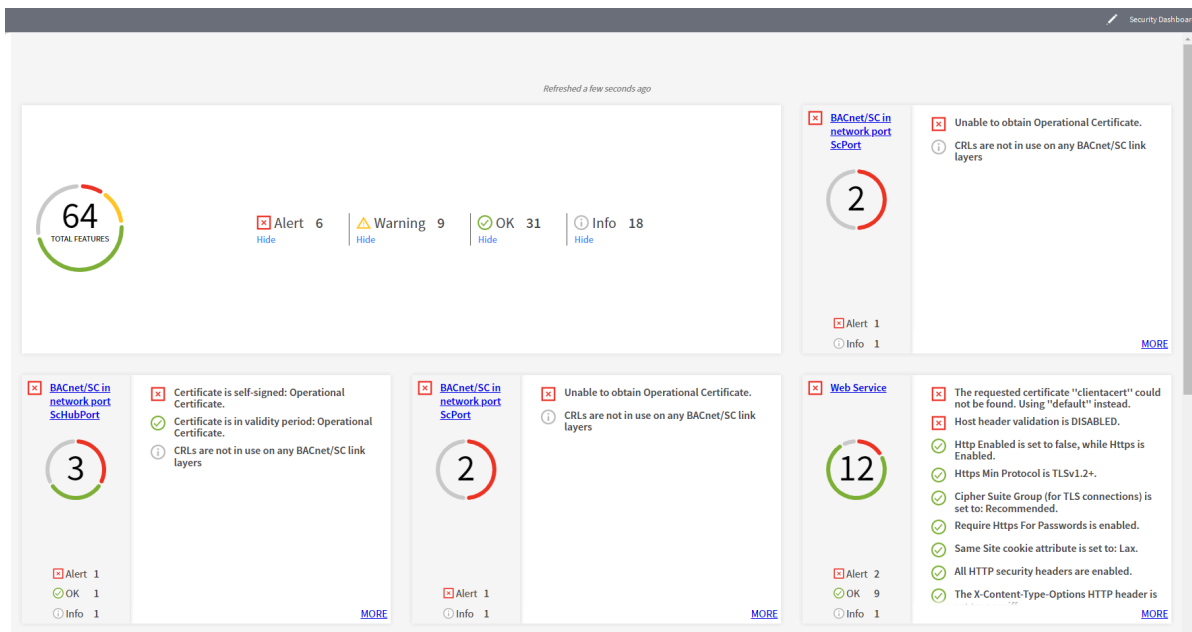 Security Dashboar
Refreshed a few seconds ago
64
TOTAL FEATURES
Alert 6
Hide
Warning 9
Hide
OK 31
Hide
Info 18
Hide
BACnet/SC in
network port
ScPort
2
Alert 1
Info 1
Unable to obtain Operational Certificate.
CRLs are not in use on any BACnet/SC link
layers
MORE
BACnet/SC in
network port
ScHubPort
3
Alert 1
OK 1
Info 1
Certificate is self-signed: Operational
Certificate.
Certificate is in validity period: Operational
Certificate.
CRLs are not in use on any BACnet/SC link
layers
MORE
BACnet/SC in
network port
ScPort
2
Alert 1
Info 1
Unable to obtain Operational Certificate.
CRLs are not in use on any BACnet/SC link
layers
MORE
Web Service
12
Alert 2
OK 9
Info 1
The requested certificate "clientacert" could
not be found. Using "default" instead.
Host header validation is DISABLED.
Http Enabled is set to false, while Https is
Enabled.
Https Min Protocol is TLSv1.2+.
Cipher Suite Group (for TLS connections) is
set to: Recommended.
Require Https For Passwords is enabled.
Same Site cookie attribute is set to: Lax.
All HTTP security headers are enabled.
The X-Content-Type-Options HTTP header is
MORE